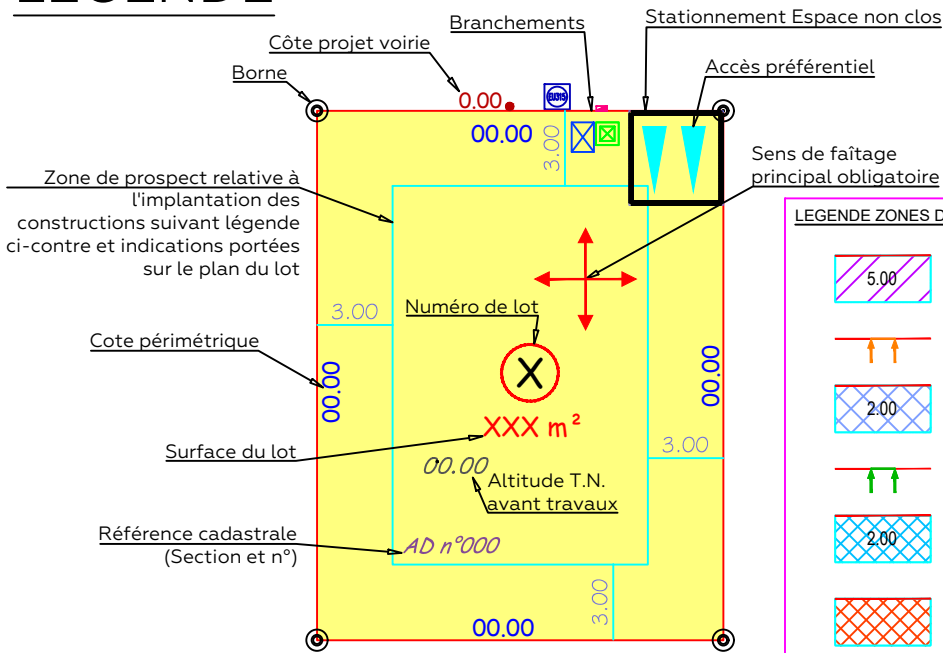 LEGENDE
Branchements
Stationnement Espace non clos
Côte projet voirie
Borne
Accès préférentiel
0.00
EU315
00.00
3.00
Sens de faîtage
principal obligatoire
Zone de prospect relative à
l'implantation des
constructions suivant légende
ci-contre et indications portées
sur le plan du lot
LEGENDE ZONES D
5.00
3.00
Numéro de lot
Cote périmétrique
00.00
X
00.00
2.00
XXX m²
Surface du lot
3.00
00.00
Altitude T.N.
avant travaux
Référence cadastrale
(Section et n°)
AD n°000
2.00
3.00
00.00